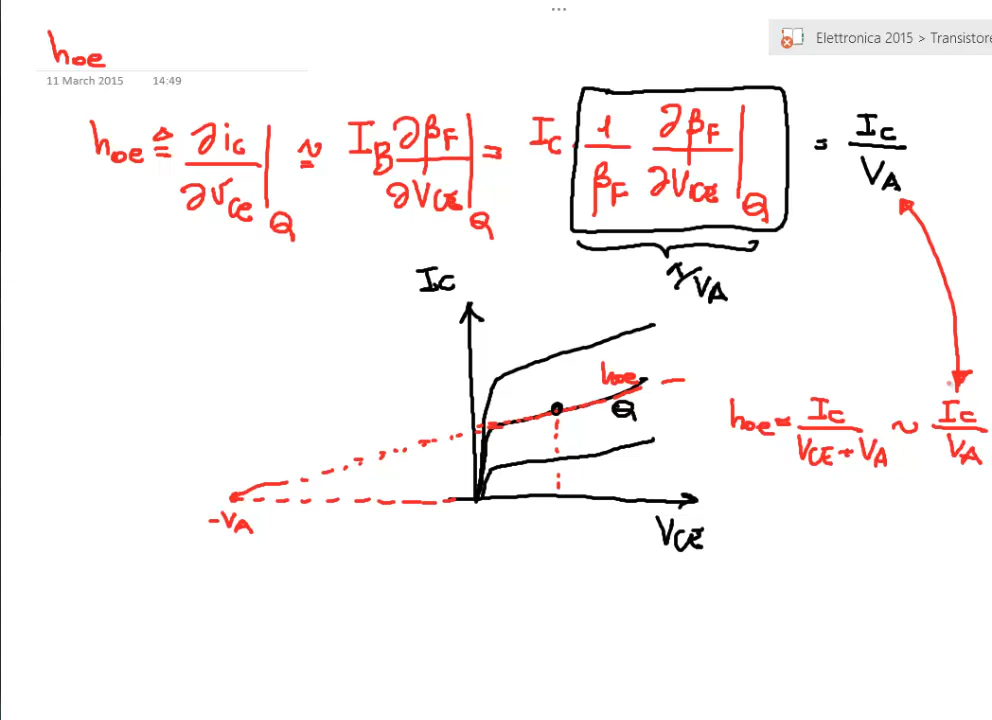 hoe
Elettronica 2015 > Transistore
11 March 2015 14:49
hoe ≜ ∂ic/∂vce|Q ≃ IB ∂βF/∂VCE|Q = IC 1/βF ∂βF/∂VCE|Q = IC/VA
1/VA
IC
hoe
Q
hoe = IC/VCE+VA ~ IC/VA
-VA
VCE